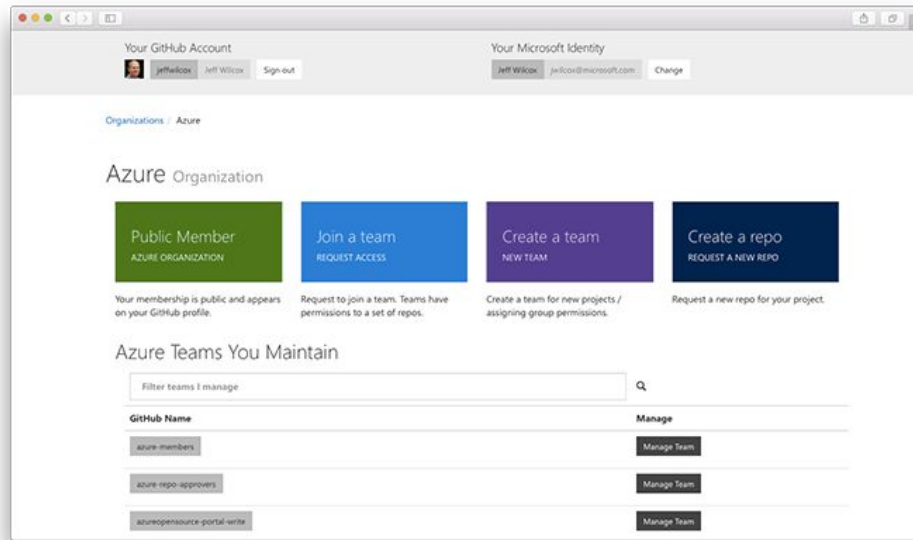 Your GitHub Account
Your Microsoft Identity
jeffwilcox Jeff Wilcox Sign out
Jeff Wilcox jwilcox@microsoft.com Change
Organizations / Azure
Azure Organization
Public Member
AZURE ORGANIZATION
Join a team
REQUEST ACCESS
Create a team
NEW TEAM
Create a repo
REQUEST A NEW REPO
Your membership is public and appears
on your GitHub profile.
Request to join a team. Teams have
permissions to a set of repos.
Create a team for new projects /
assigning group permissions.
Request a new repo for your project.
Azure Teams You Maintain
Filter teams I manage
GitHub Name Manage
azure-members Manage Team
azure-repo-approvers Manage Team
azureopensource-portal-write Manage Team